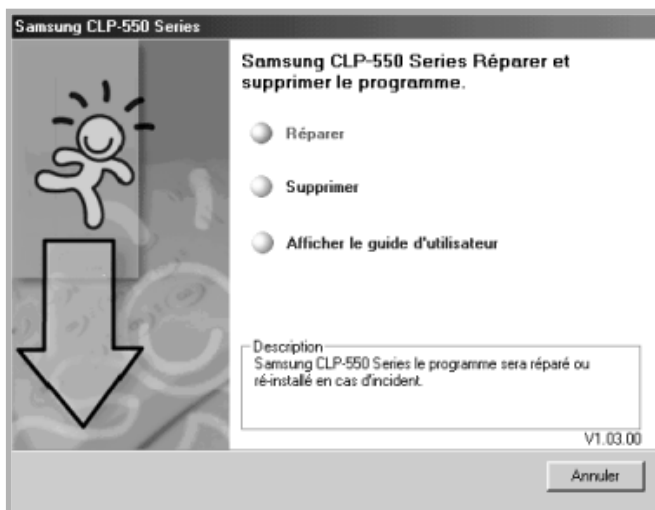 Samsung CLP-550 Series
Samsung CLP-550 Series Réparer et
supprimer le programme.
Réparer
Supprimer
Afficher le guide d'utilisateur
Description
Samsung CLP-550 Series le programme sera réparé ou
ré-installé en cas d'incident.
V1.03.00
Annuler